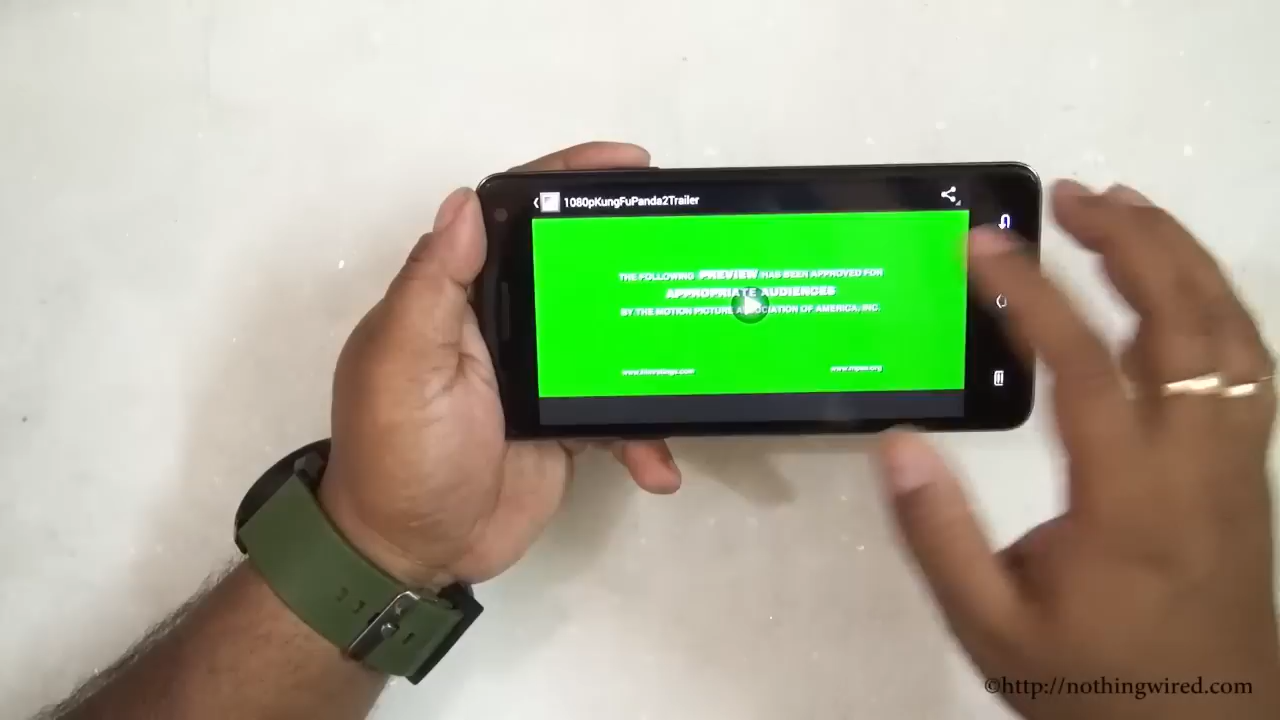 1080pKungFuPanda2Trailer
THE FOLLOWING PREVIEW HAS BEEN APPROVED FOR
APPROPRIATE AUDIENCES
BY THE MOTION PICTURE ASSOCIATION OF AMERICA, INC.
www.mpaa.org
©http://nothingwired.com